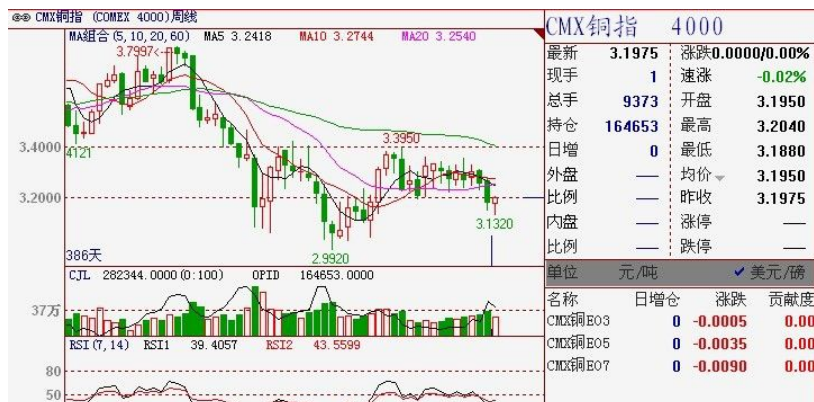 CMX铜指 (COMEX 4000)周线
MA组合(5,10,20,60) MA5 3.2418 MA10 3.2744 MA20 3.2540
3.7997
3.3950
3.4000
4121
3.2000
3.1320
386天
2.9920
CJL 282344.0000(0:100) OPID 164653.0000
37万
RSI(7,14) RSI1 39.4057 RSI2 43.5599
80
50
CMX铜指 4000
最新 3.1975 涨跌0.0000/0.00%
现手 1 速涨 -0.02%
总手 9373 开盘 3.1950
持仓 164653 最高 3.2040
日增 0 最低 3.1880
外盘 — 均价 3.1950
比例 — 昨收 3.1975
内盘 — 涨停 —
比例 — 跌停 —
单位 元/吨 ✓美元/磅
名称 日增仓 涨跌 贡献度
CMX铜E03 0 -0.0005 0.00
CMX铜E05 0 -0.0035 0.00
CMX铜E07 0 -0.0090 0.00